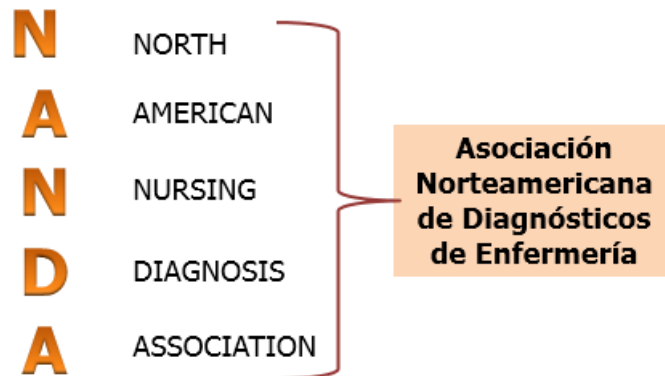 N NORTH
A AMERICAN
N NURSING
D DIAGNOSIS
A ASSOCIATION
Asociación
Norteamericana
de Diagnósticos
de Enfermería